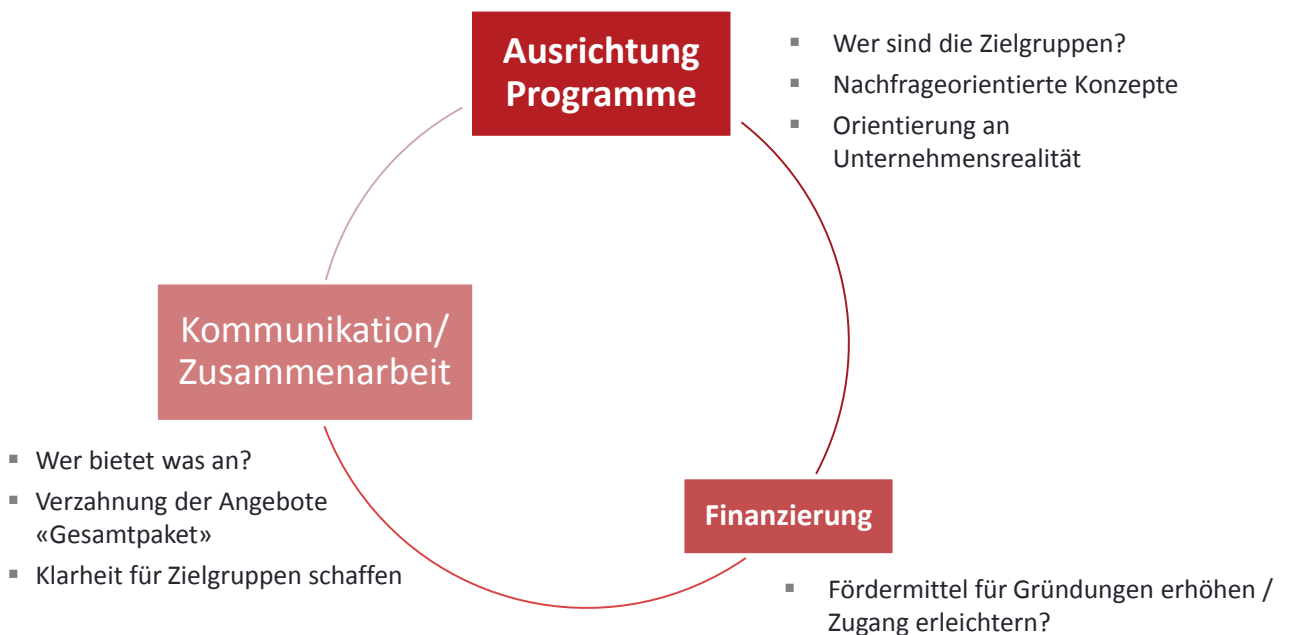 Ausrichtung
Programme
▪ Wer sind die Zielgruppen?
▪ Nachfrageorientierte Konzepte
▪ Orientierung an
Unternehmensrealität
Kommunikation/
Zusammenarbeit
▪ Wer bietet was an?
▪ Verzahnung der Angebote
«Gesamtpaket»
▪ Klarheit für Zielgruppen schaffen
Finanzierung
▪ Fördermittel für Gründungen erhöhen /
Zugang erleichtern?